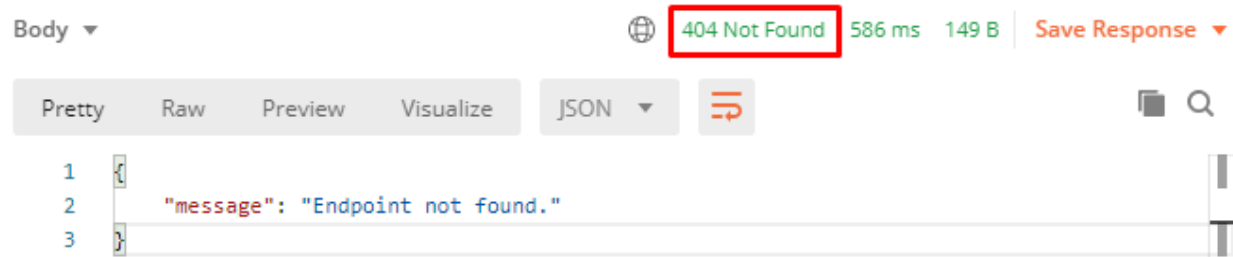 Body 404 Not Found 586 ms 149 B Save Response
Pretty Raw Preview Visualize JSON
1 {
2 "message": "Endpoint not found."
3 }